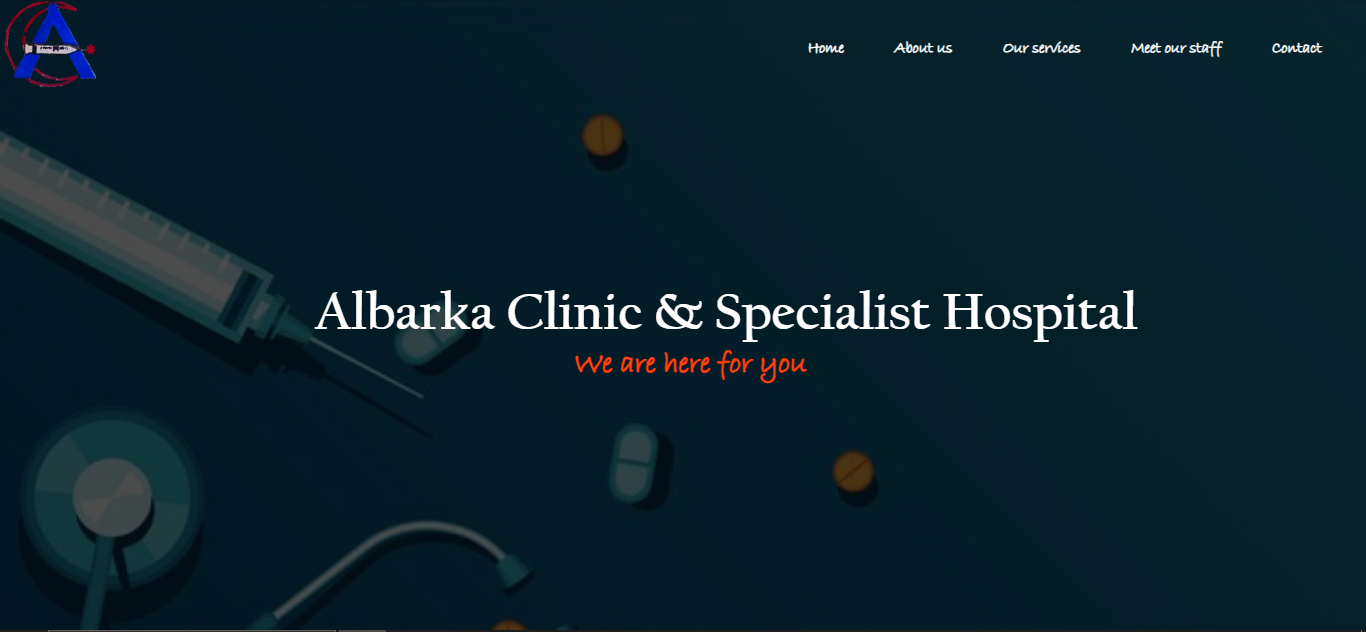 Home
About us
Our services
Meet our staff
Contact
Albarka Clinic & Specialist Hospital
We are here for you